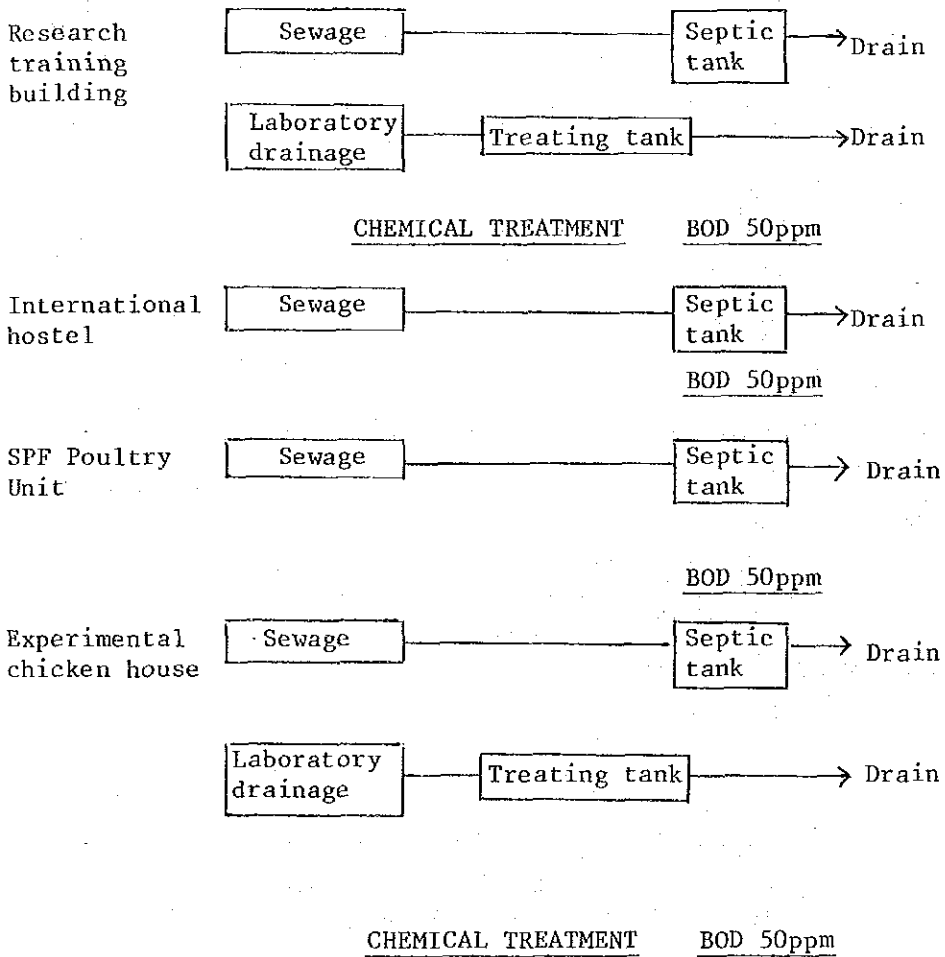 Research training building
Sewage
Septic tank
Drain
Laboratory drainage
Treating tank
Drain
CHEMICAL TREATMENT BOD 50ppm
International hostel
Sewage
Septic tank
Drain
BOD 50ppm
SPF Poultry Unit
Sewage
Septic tank
Drain
BOD 50ppm
Experimental chicken house
Sewage
Septic tank
Drain
Laboratory drainage
Treating tank
Drain
CHEMICAL TREATMENT BOD 50ppm